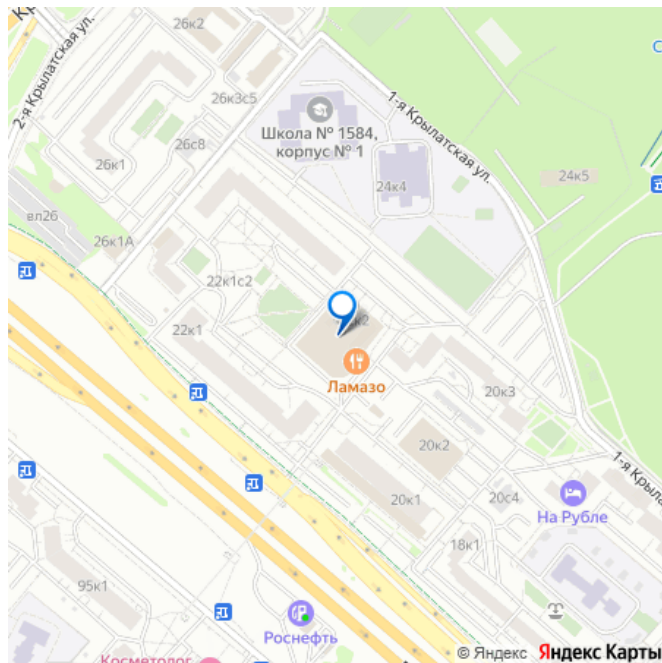 26к2
2-я Крылатская ул.
26к3с5
26с8
26к1
вл26
26к1А
Школа № 1584,
корпус № 1
24к4
1-я Крылатская ул.
24к5
22к1с2
22к1
Ламазо
20к3
20к2
20к1
20с4
1-я Крыла
На Рубле
18к1
95к1
Роснефть
Косметолог
© Яндекс Яндекс Карты